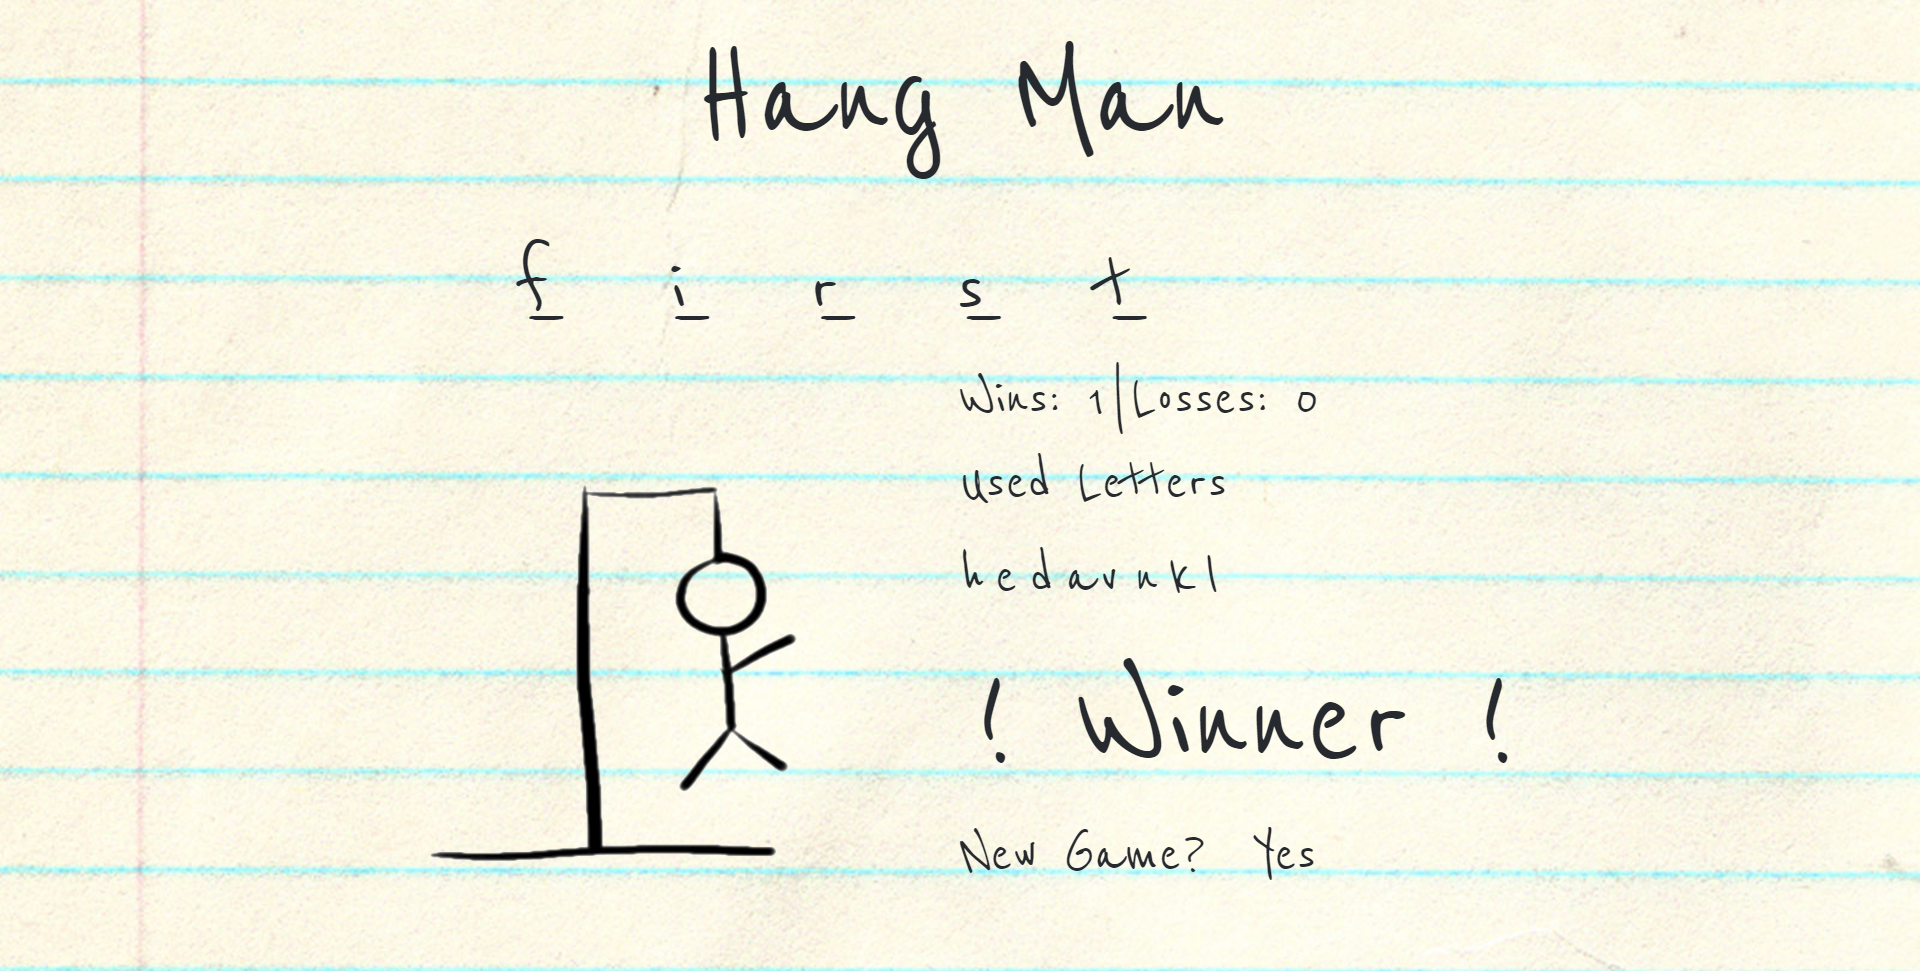 Hang Man
f i r s t
Wins: 1|Losses: 0
used Letters
h e d a v n k l
! Winner !
New Game? Yes